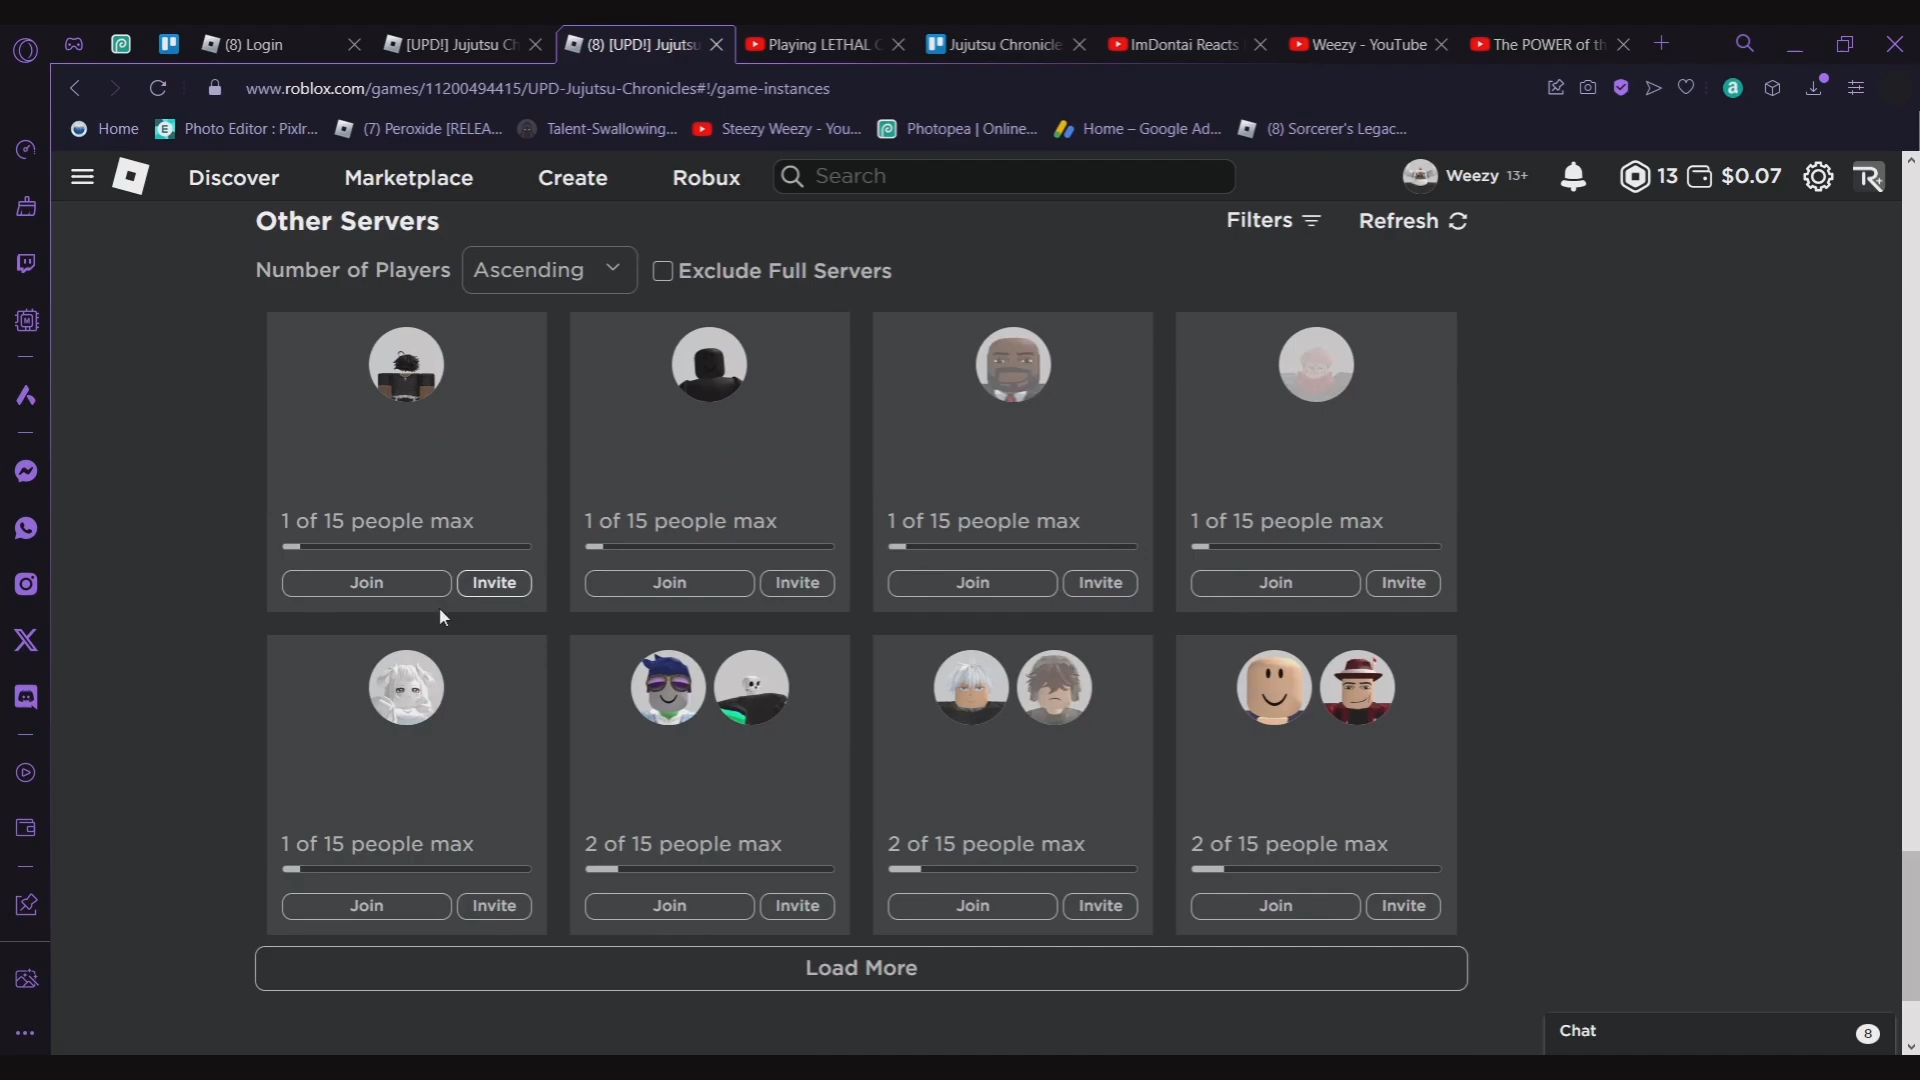 (8) Login
[UPD!] Jujutsu Ch
(8) [UPD!] Jujutsu
Playing LETHAL C
Jujutsu Chronicle
ImDontai Reacts
Weezy - YouTube
The POWER of th
www.roblox.com/games/11200494415/UPD-Jujutsu-Chronicles#!/game-instances
Home
Photo Editor : Pixlr...
(7) Peroxide [RELEA...
Talent-Swallowing...
Steezy Weezy - You...
Photopea | Online...
Home – Google Ad...
(8) Sorcerer's Legac...
Discover
Marketplace
Create
Robux
Search
Weezy 13+
13
$0.07
Other Servers
Filters
Refresh
Number of Players
Ascending
Exclude Full Servers
1 of 15 people max
1 of 15 people max
1 of 15 people max
1 of 15 people max
Join Invite
Join Invite
Join Invite
Join Invite
1 of 15 people max
2 of 15 people max
2 of 15 people max
2 of 15 people max
Join Invite
Join Invite
Join Invite
Join Invite
Load More
Chat
8